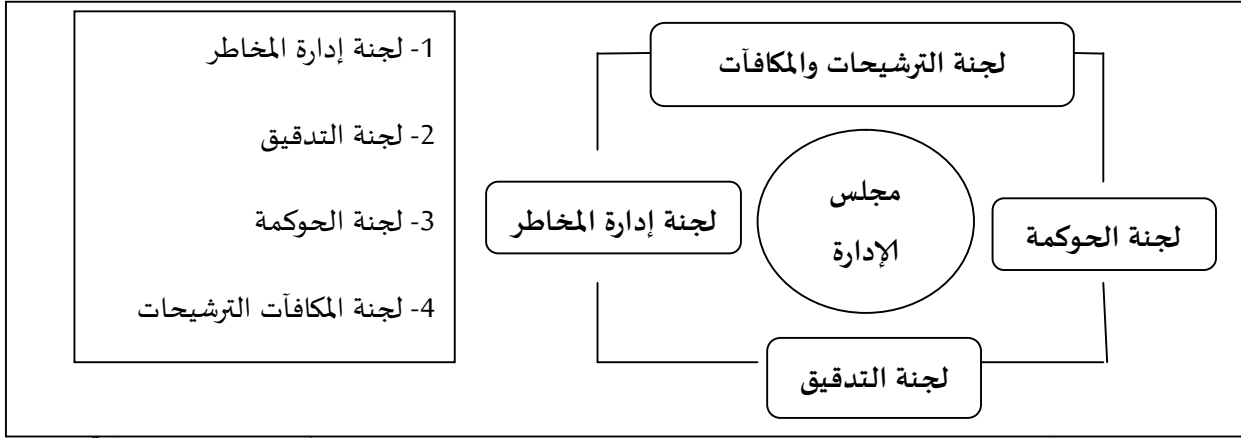 لجنة الترشيحات والمكافآت
مجلس
الإدارة
لجنة الحوكمة
لجنة إدارة المخاطر
لجنة التدقيق
1- لجنة إدارة المخاطر
2- لجنة التدقيق
3- لجنة الحوكمة
4- لجنة المكافآت الترشيحات